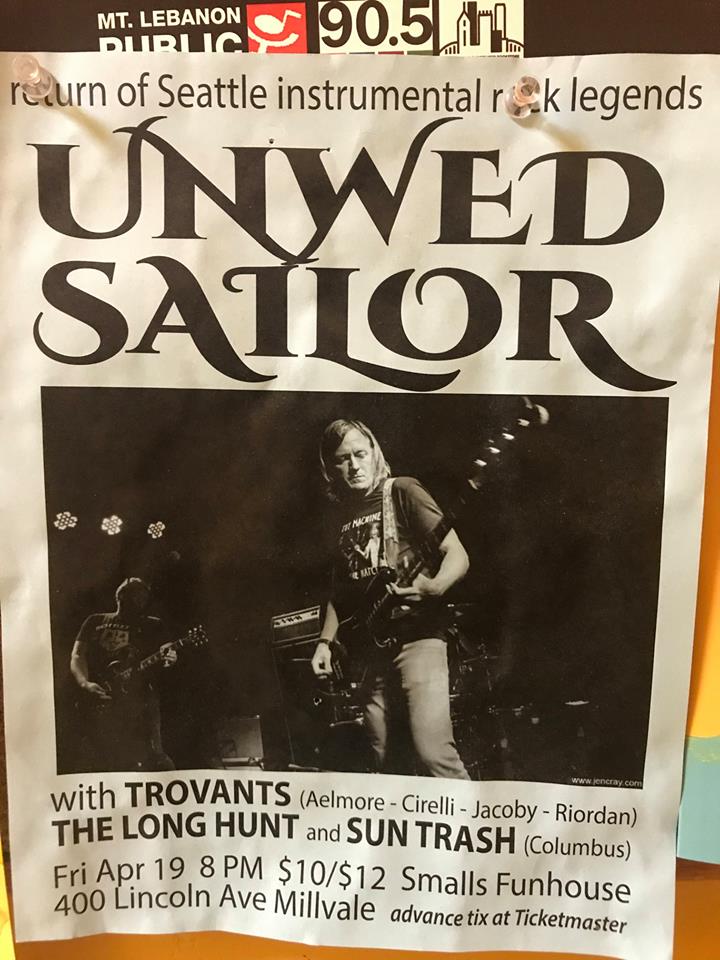 MT. LEBANON
PUBLIC
90.5
return of Seattle instrumental rock legends
UNWED
SAILOR
www.jencray.com
with TROVANTS (Aelmore - Cirelli - Jacoby - Riordan)
THE LONG HUNT and SUN TRASH (Columbus)
Fri Apr 19 8 PM $10/$12 Smalls Funhouse
400 Lincoln Ave Millvale advance tix at Ticketmaster